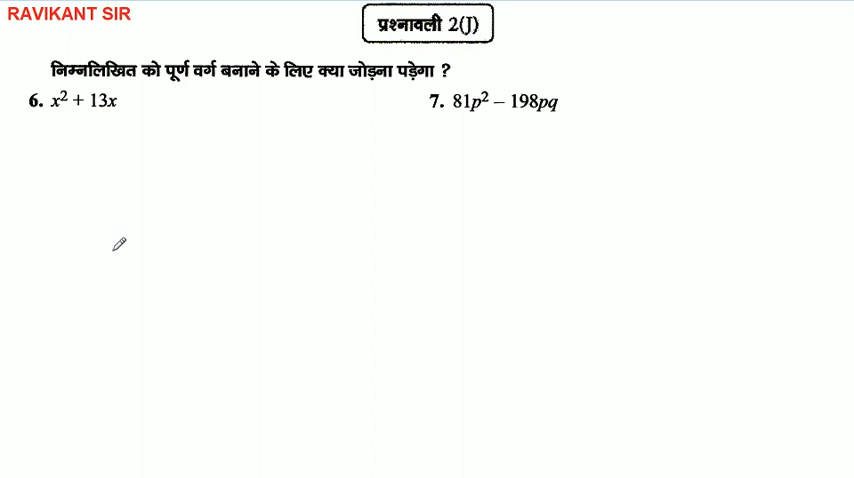 RAVIKANT SIR
प्रश्नावली 2(J)
निम्नलिखित को पूर्ण वर्ग बनाने के लिए क्या जोड़ना पड़ेगा ?
6. x² + 13x 7. 81p² – 198pq